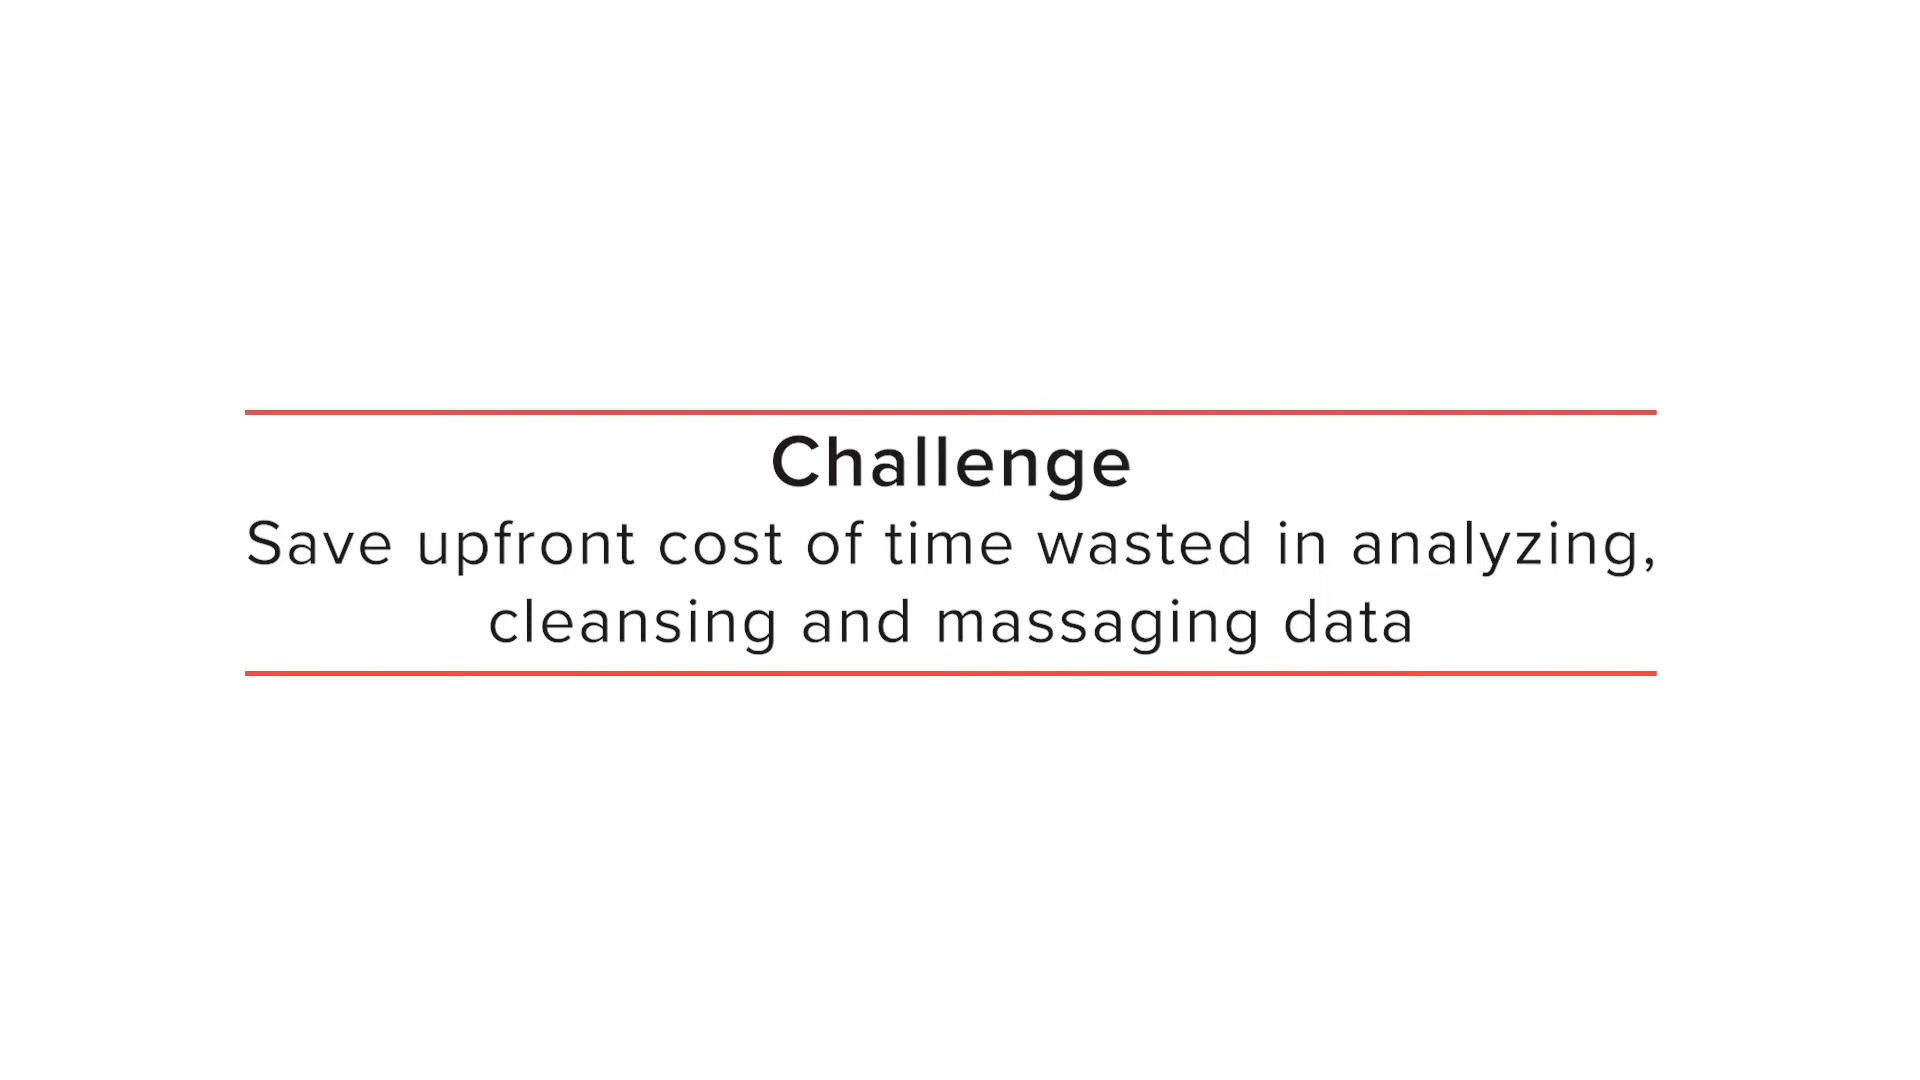 Challenge
Save upfront cost of time wasted in analyzing,
cleansing and massaging data